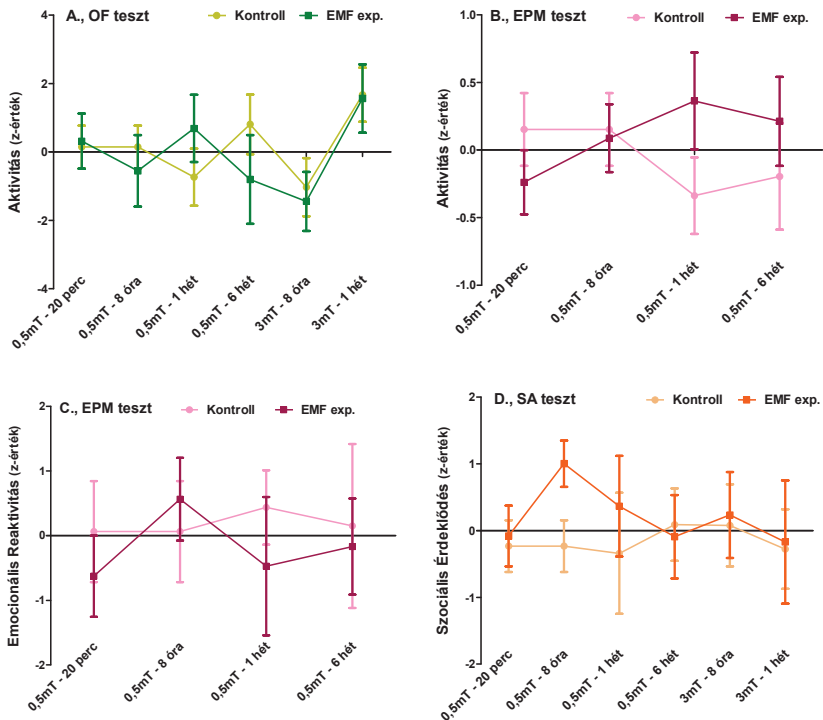 A., OF teszt
Kontroll
EMF exp.
Aktivitás (z-érték)
4
2
0
-2
-4
0,5mT - 20 perc
0,5mT - 8 óra
0,5mT - 1 hét
0,5mT - 6 hét
3mT - 8 óra
3mT - 1 hét
B., EPM teszt
Kontroll
EMF exp.
Aktivitás (z-érték)
1.0
0.5
0.0
-0.5
-1.0
0,5mT - 20 perc
0,5mT - 8 óra
0,5mT - 1 hét
0,5mT - 6 hét
C., EPM teszt
Kontroll
EMF exp.
Emocionális Reaktivitás (z-érték)
2
1
0
-1
-2
0,5mT - 20 perc
0,5mT - 8 óra
0,5mT - 1 hét
0,5mT - 6 hét
D., SA teszt
Kontroll
EMF exp.
Szociális Érdeklődés (z-érték)
2
1
0
-1
-2
0,5mT - 20 perc
0,5mT - 8 óra
0,5mT - 1 hét
0,5mT - 6 hét
3mT - 8 óra
3mT - 1 hét